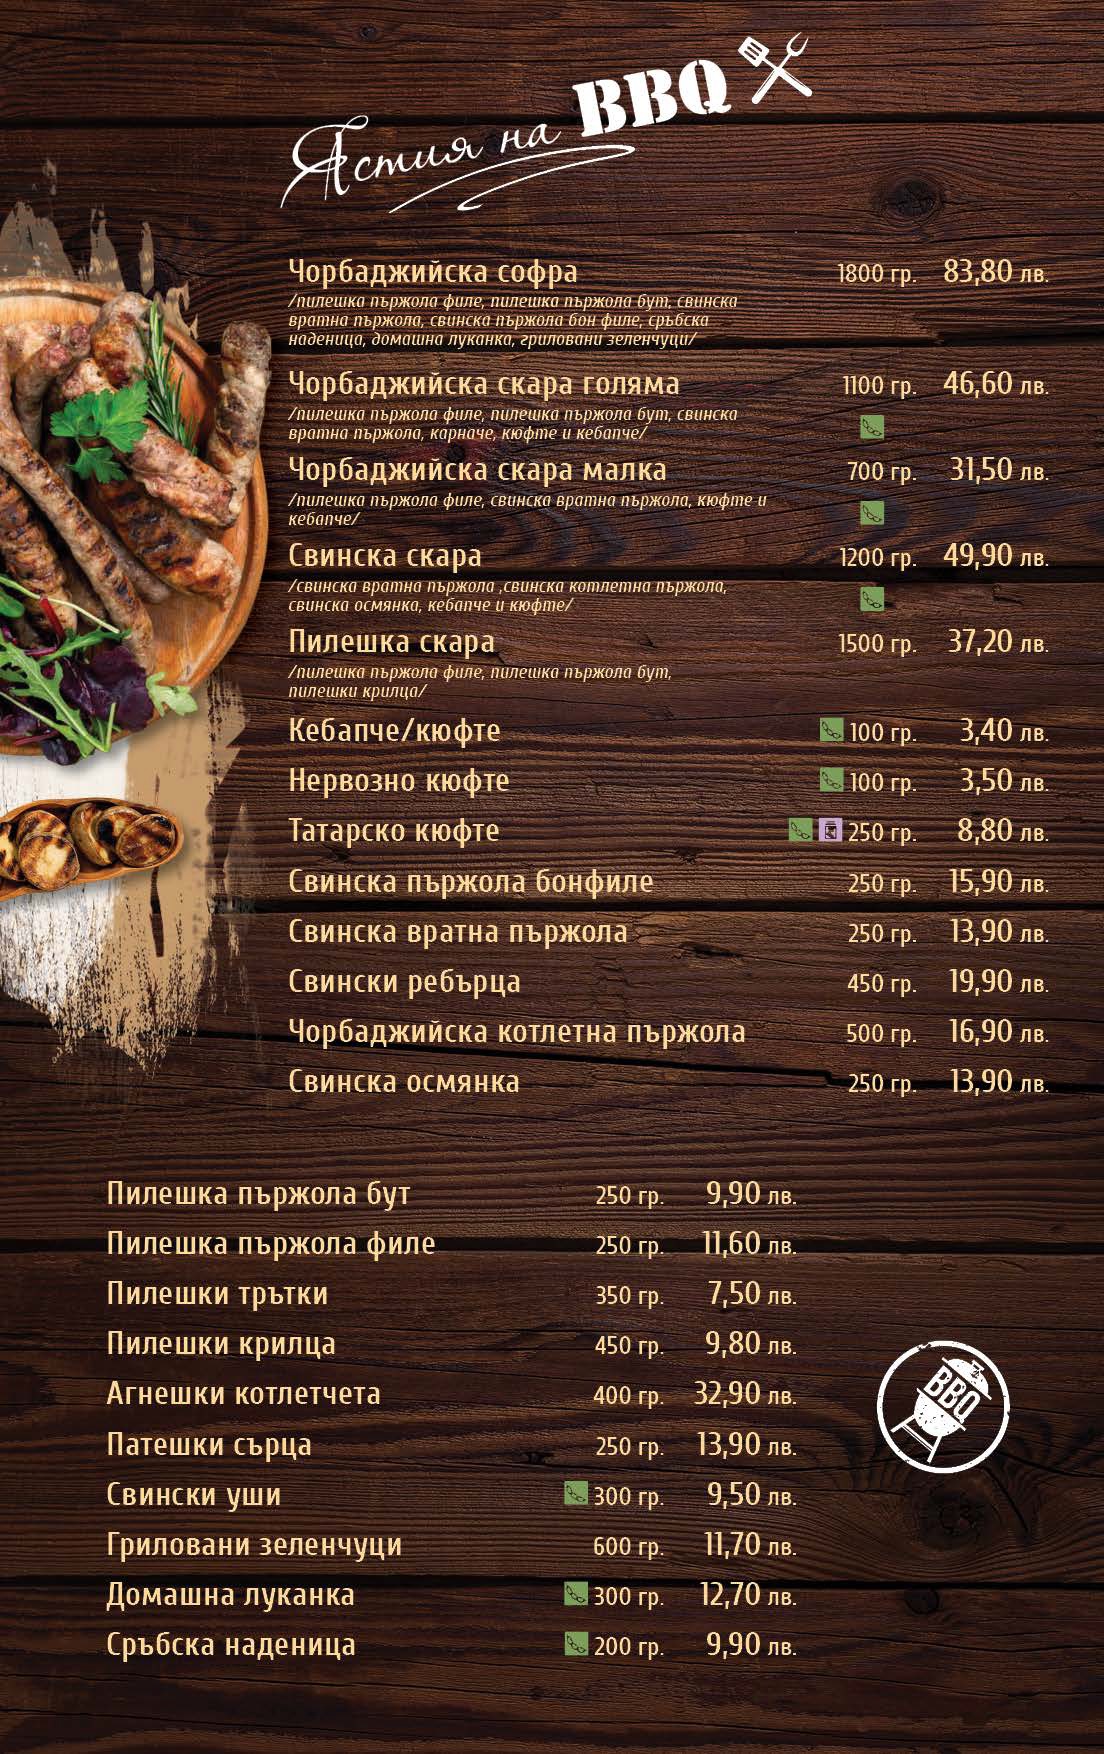 Ястия на BBQ
Чорбаджийска софра 1800 гр. 83,80 лв.
/пилешка пържола филе, пилешка пържола бут, свинска
вратна пържола, свинска пържола бон филе, сръбска
наденица, домашна луканка, гриловани зеленчуци/
Чорбаджийска скара голяма 1100 гр. 46,60 лв.
/пилешка пържола филе, пилешка пържола бут, свинска
вратна пържола, карначе, кюфте и кебапче/
Чорбаджийска скара малка 700 гр. 31,50 лв.
/пилешка пържола филе, свинска вратна пържола, кюфте и
кебапче/
Свинска скара 1200 гр. 49,90 лв.
/свинска вратна пържола ,свинска котлетна пържола,
свинска осмянка, кебапче и кюфте/
Пилешка скара 1500 гр. 37,20 лв.
/пилешка пържола филе, пилешка пържола бут,
пилешки крилца/
Кебапче/кюфте 100 гр. 3,40 лв.
Нервозно кюфте 100 гр. 3,50 лв.
Татарско кюфте 250 гр. 8,80 лв.
Свинска пържола бонфиле 250 гр. 15,90 лв.
Свинска вратна пържола 250 гр. 13,90 лв.
Свински ребърца 450 гр. 19,90 лв.
Чорбаджийска котлетна пържола 500 гр. 16,90 лв.
Свинска осмянка 250 гр. 13,90 лв.
Пилешка пържола бут 250 гр. 9,90 лв.
Пилешка пържола филе 250 гр. 11,60 лв.
Пилешки трътки 350 гр. 7,50 лв.
Пилешки крилца 450 гр. 9,80 лв.
Агнешки котлетчета 400 гр. 32,90 лв.
Патешки сърца 250 гр. 13,90 лв.
Свински уши 300 гр. 9,50 лв.
Гриловани зеленчуци 600 гр. 11,70 лв.
Домашна луканка 300 гр. 12,70 лв.
Сръбска наденица 200 гр. 9,90 лв.
BBQ